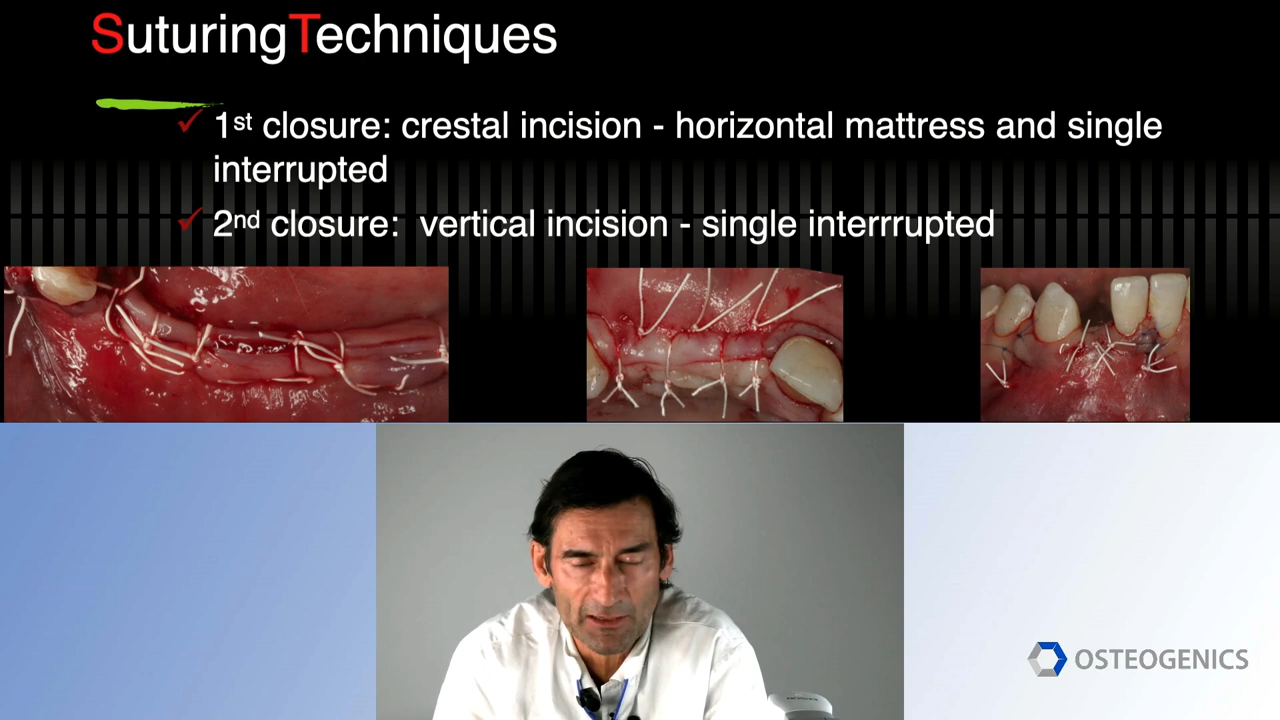 SuturingTechniques
✓ 1st closure: crestal incision - horizontal mattress and single
interrupted
✓ 2nd closure: vertical incision - single interrrupted
OSTEOGENICS